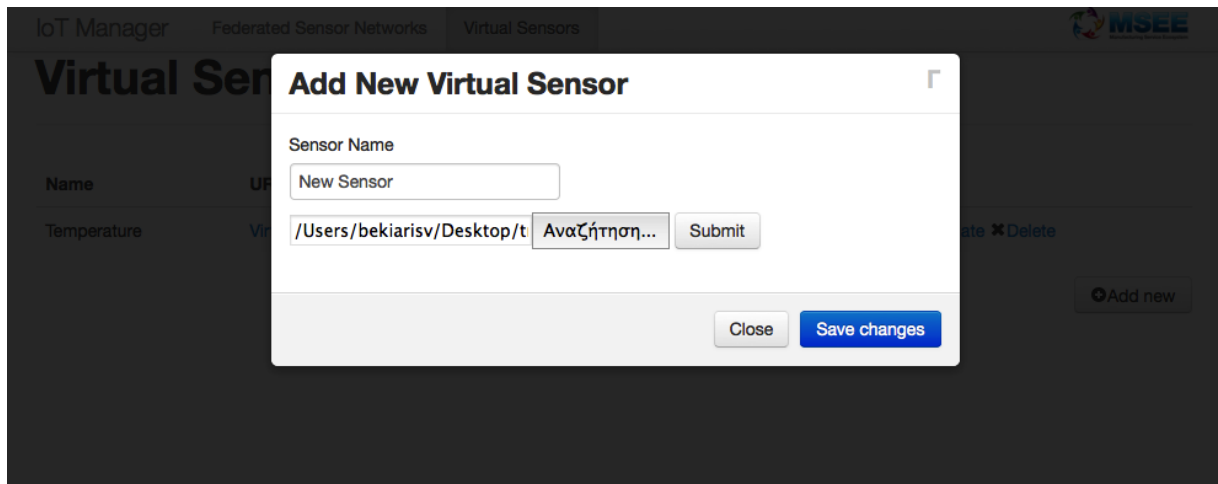 IoT Manager Federated Sensor Networks Virtual Sensors MSEE
Virtual Sen
Add New Virtual Sensor
Sensor Name
New Sensor
Name
Temperature Vir /Users/bekiarisv/Desktop/t Αναζήτηση... Submit ate ✖Delete
Add new
Close Save changes